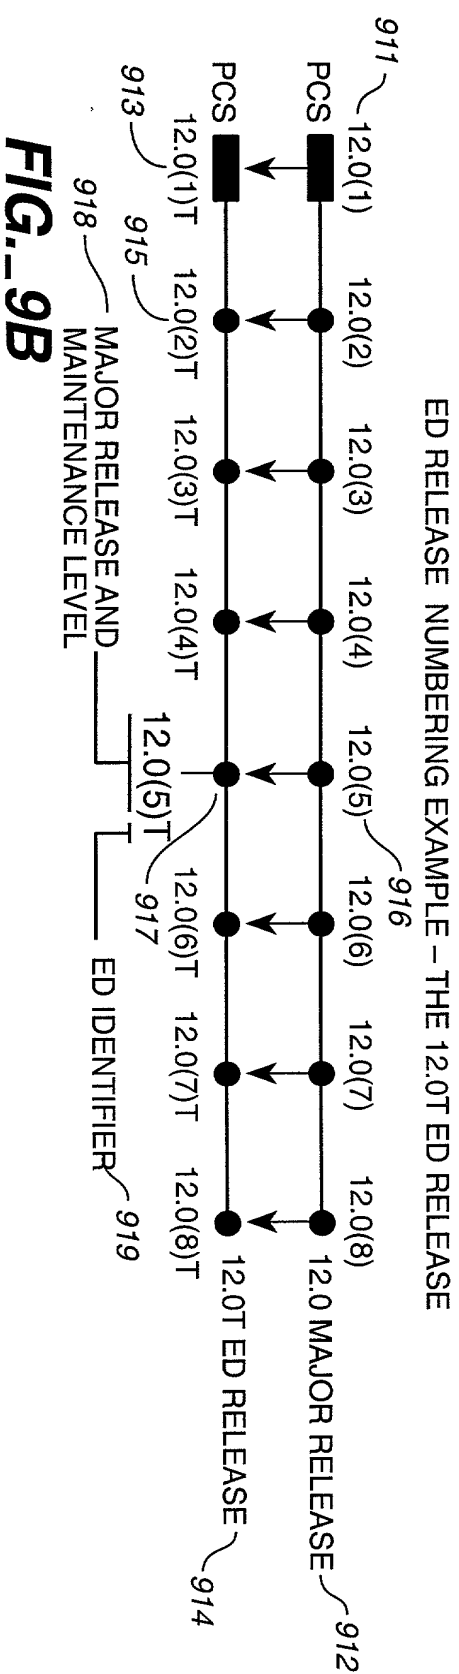 ED RELEASE NUMBERING EXAMPLE – THE 12.0T ED RELEASE
911
916
12.0(1) 12.0(2) 12.0(3) 12.0(4) 12.0(5) 12.0(6) 12.0(7) 12.0(8)
PCS
12.0 MAJOR RELEASE
912
PCS
12.0T ED RELEASE
914
12.0(1)T 12.0(2)T 12.0(3)T 12.0(4)T 12.0(5)T 12.0(6)T 12.0(7)T 12.0(8)T
913
915
917
918
MAJOR RELEASE AND
MAINTENANCE LEVEL
ED IDENTIFIER
919
FIG._9B